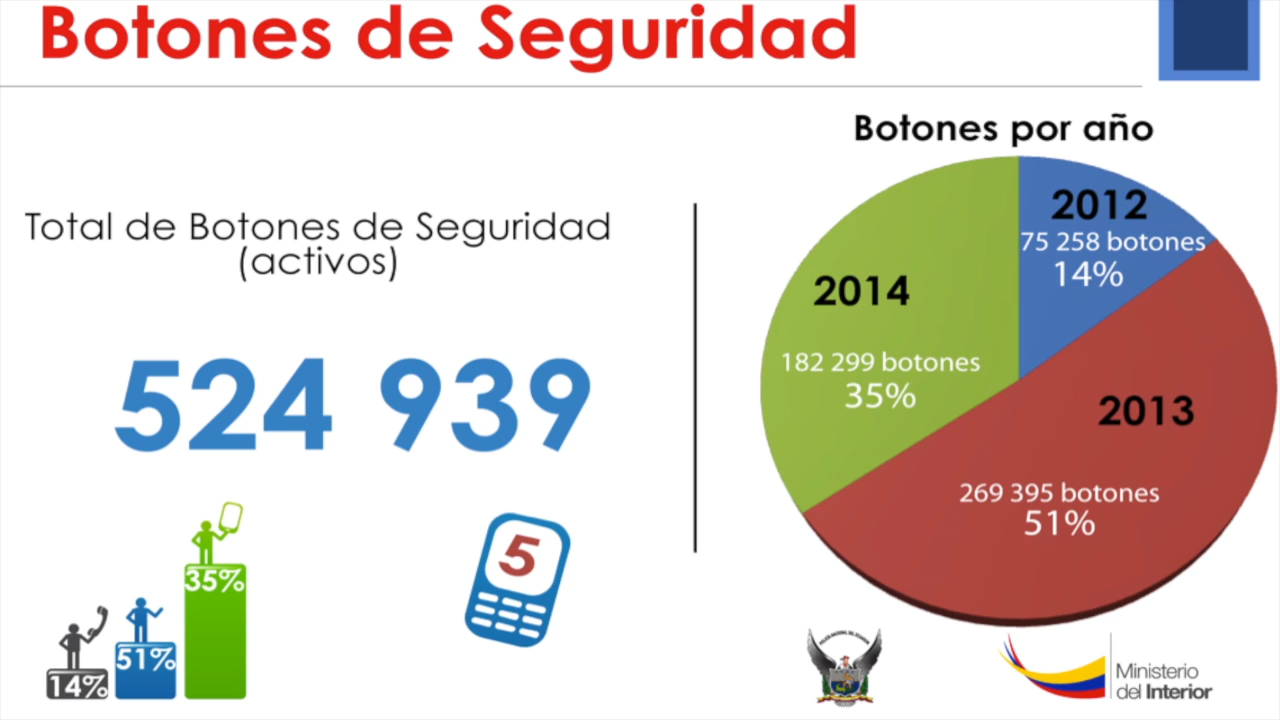 Botones de Seguridad
Total de Botones de Seguridad
(activos)
524 939
14%
51%
35%
5
Botones por año
2012
75 258 botones
14%
2014
182 299 botones
35%
2013
269 395 botones
51%
Ministerio
del Interior